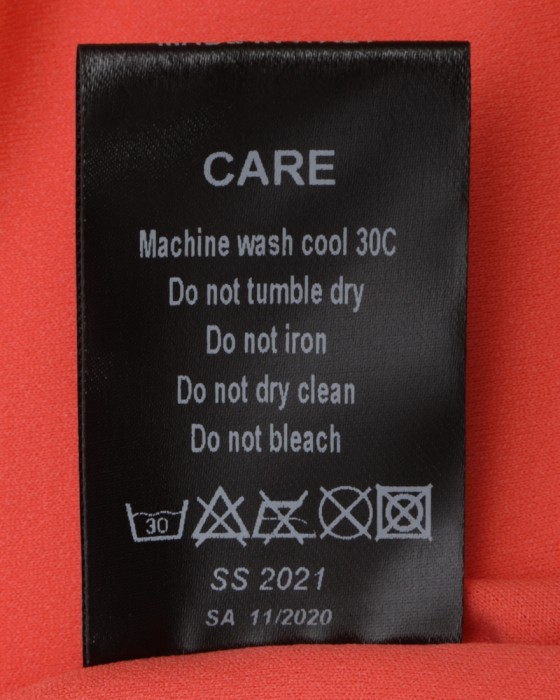 CARE
Machine wash cool 30C
Do not tumble dry
Do not iron
Do not dry clean
Do not bleach
30
SS 2021
SA 11/2020